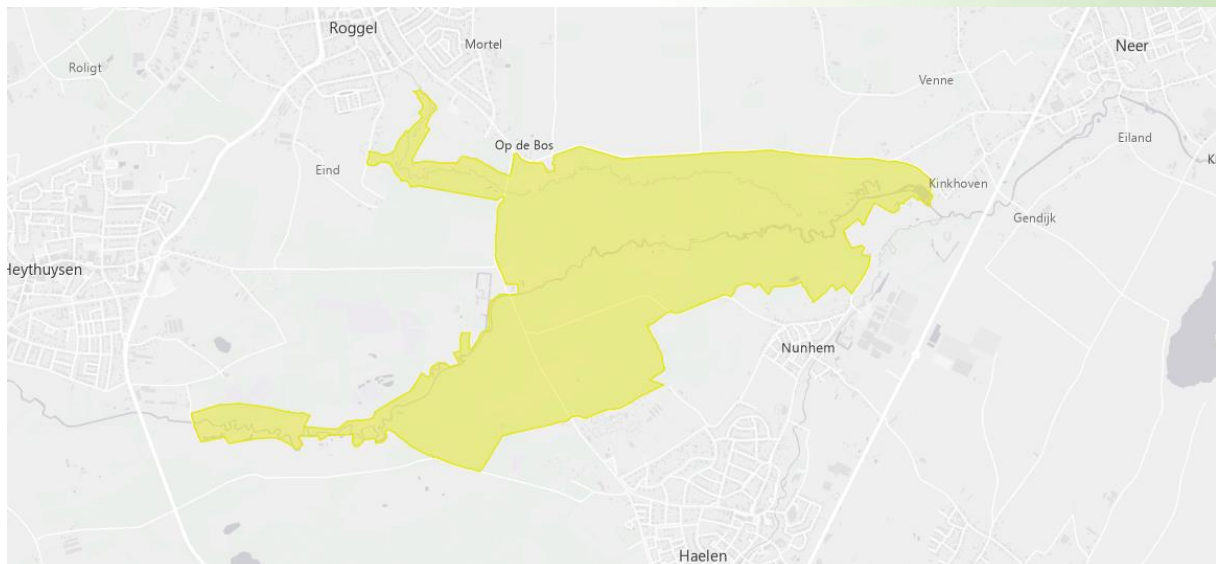 Roggel
Mortel
Neer
Roligt
Venne
Op de Bos
Eiland
Eind
Kinkhoven
Gendijk
Heythuysen
Nunhem
Haelen